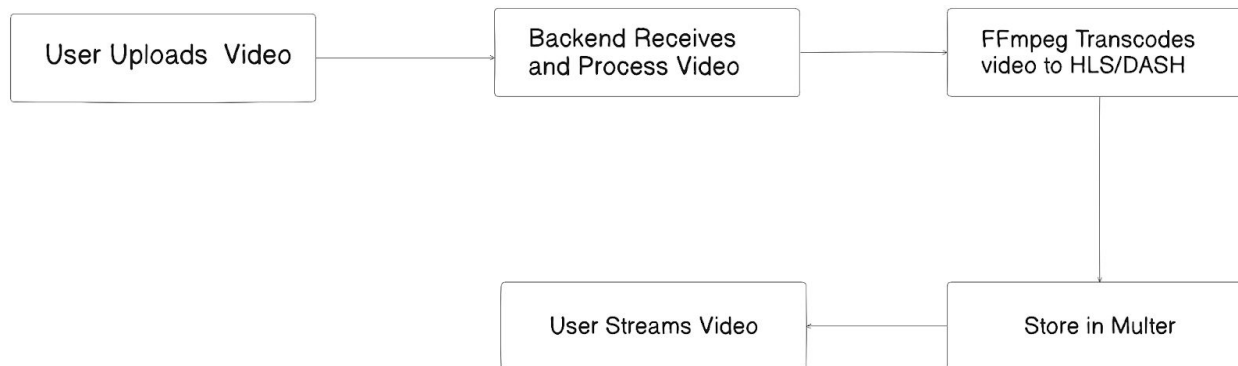 User Uploads Video
Backend Receives
and Process Video
FFmpeg Transcodes
video to HLS/DASH
User Streams Video
Store in Multer